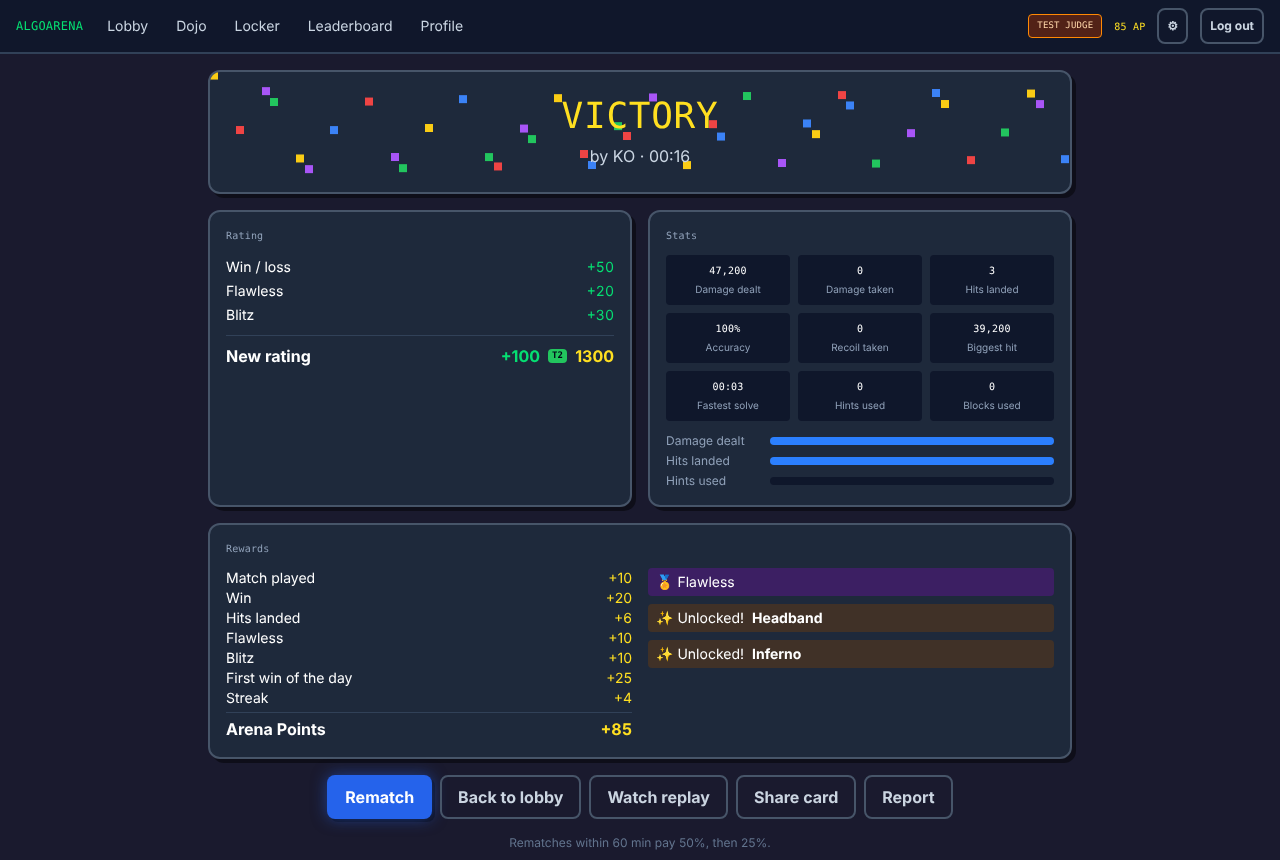 ALGOARENA Lobby Dojo Locker Leaderboard Profile TEST JUDGE 85 AP ⚙ Log out
VICTORY
by KO · 00:16
Rating
Win / loss +50
Flawless +20
Blitz +30
New rating +100 T2 1300
Stats
47,200 0 3
Damage dealt Damage taken Hits landed
100% 0 39,200
Accuracy Recoil taken Biggest hit
00:03 0 0
Fastest solve Hints used Blocks used
Damage dealt
Hits landed
Hints used
Rewards
Match played +10
Win +20
Hits landed +6
Flawless +10
Blitz +10
First win of the day +25
Streak +4
Arena Points +85
🏅 Flawless
✨ Unlocked! Headband
✨ Unlocked! Inferno
Rematch Back to lobby Watch replay Share card Report
Rematches within 60 min pay 50%, then 25%.